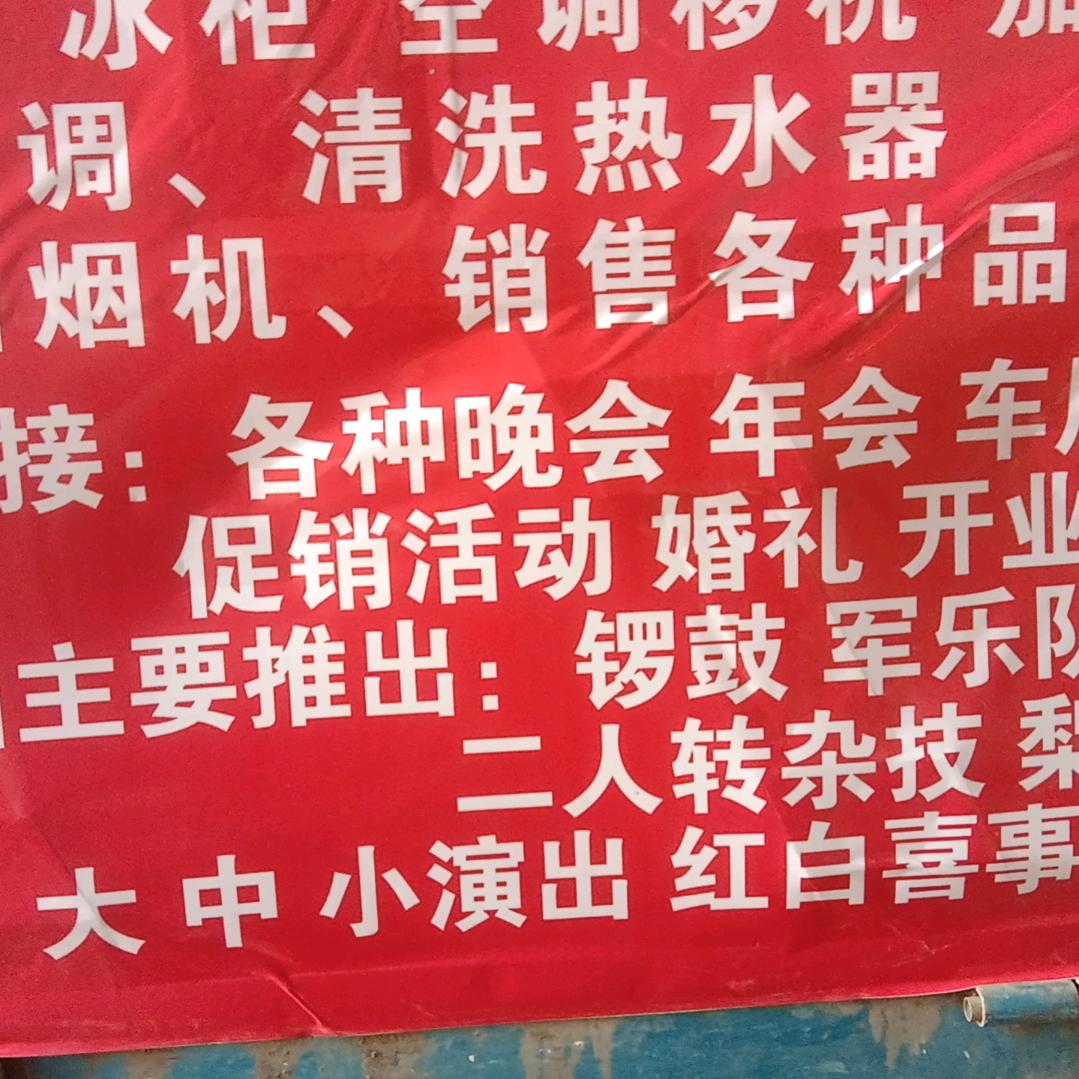 冰柜 空调移机 加
调、清洗热水器
烟机、销售各种品
接：各种晚会 年会 车
促销活动 婚礼 开业
主要推出：锣鼓 军乐队
二人转杂技 梨
大 中 小演出 红白喜事